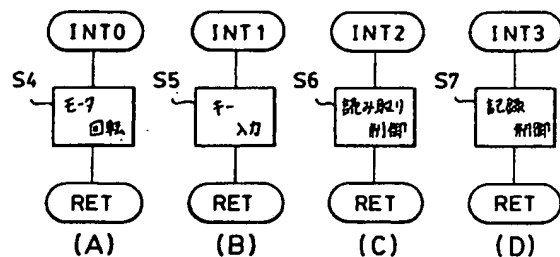 INT0
INT1
INT2
INT3
S4
モータ
回転
S5
キー
入力
S6
読み取り
制御
S7
記録
制御
RET
RET
RET
RET
(A)
(B)
(C)
(D)